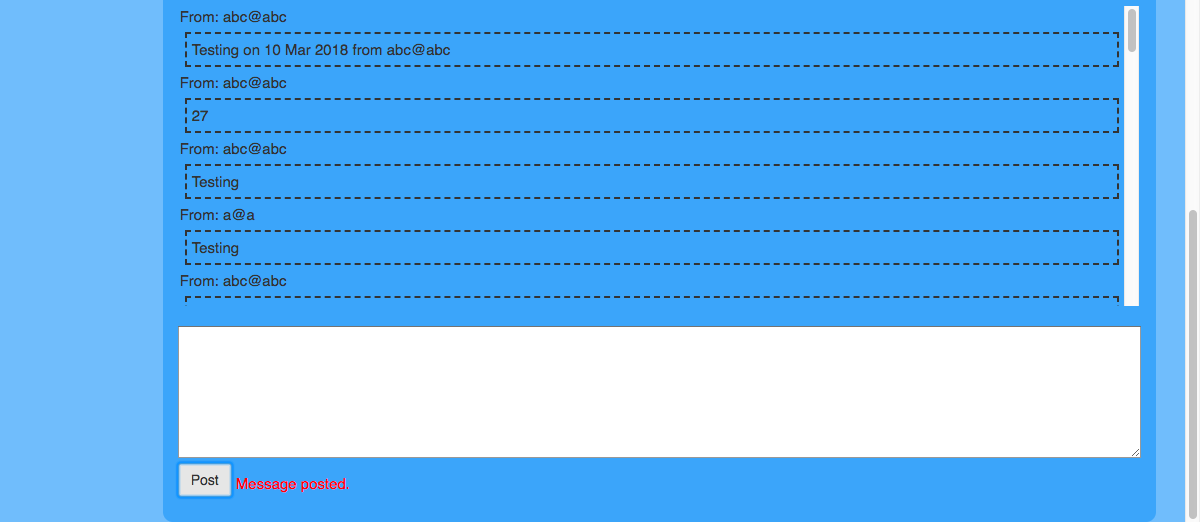 From: abc@abc
Testing on 10 Mar 2018 from abc@abc
From: abc@abc
27
From: abc@abc
Testing
From: a@a
Testing
From: abc@abc
Post
Message posted.